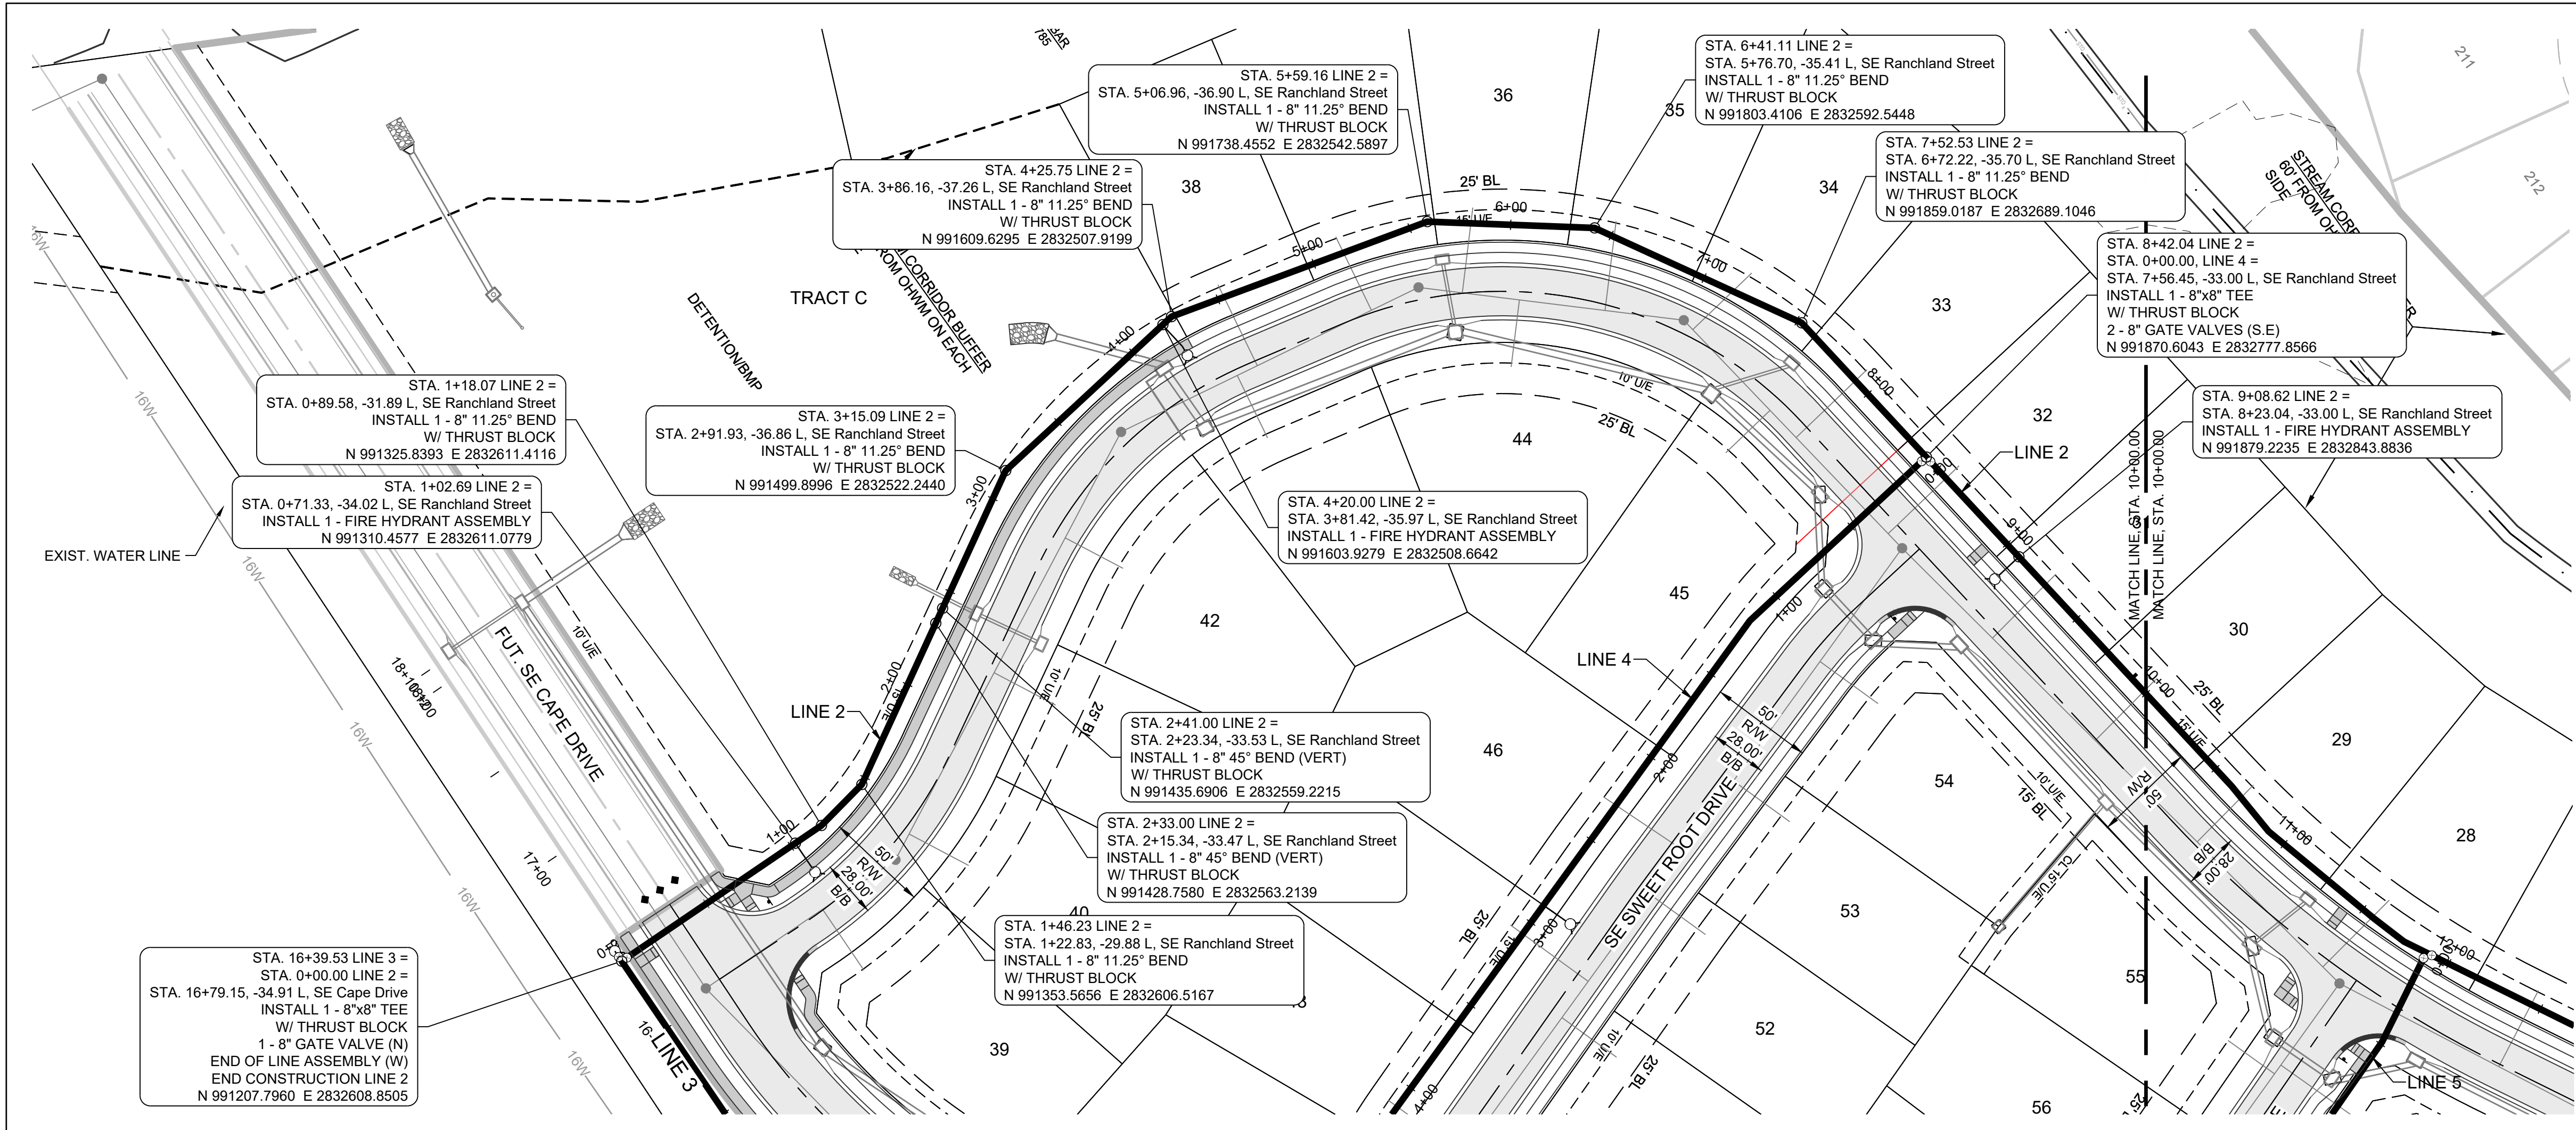 STA. 5+59.16 LINE 2 =
STA. 5+06.96, -36.90 L, SE Ranchland Street
INSTALL 1 - 8" 11.25° BEND
W/ THRUST BLOCK
N 991738.4552 E 2832542.5897
STA. 6+41.11 LINE 2 =
STA. 5+76.70, -35.41 L, SE Ranchland Street
INSTALL 1 - 8" 11.25° BEND
W/ THRUST BLOCK
N 991803.4106 E 2832592.5448
STA. 4+25.75 LINE 2 =
STA. 3+86.16, -37.26 L, SE Ranchland Street
INSTALL 1 - 8" 11.25° BEND
W/ THRUST BLOCK
N 991609.6295 E 2832507.9199
STA. 7+52.53 LINE 2 =
STA. 6+72.22, -35.70 L, SE Ranchland Street
INSTALL 1 - 8" 11.25° BEND
W/ THRUST BLOCK
N 991859.0187 E 2832689.1046
STA. 8+42.04 LINE 2 =
STA. 0+00.00, LINE 4 =
STA. 7+56.45, -33.00 L, SE Ranchland Street
INSTALL 1 - 8"x8" TEE
W/ THRUST BLOCK
2 - 8" GATE VALVES (S.E)
N 991870.6043 E 2832777.8566
STA. 1+18.07 LINE 2 =
STA. 0+89.58, -31.89 L, SE Ranchland Street
INSTALL 1 - 8" 11.25° BEND
W/ THRUST BLOCK
N 991325.8393 E 2832611.4116
STA. 3+15.09 LINE 2 =
STA. 2+91.93, -36.86 L, SE Ranchland Street
INSTALL 1 - 8" 11.25° BEND
W/ THRUST BLOCK
N 991499.8996 E 2832522.2440
STA. 9+08.62 LINE 2 =
STA. 8+23.04, -33.00 L, SE Ranchland Street
INSTALL 1 - FIRE HYDRANT ASSEMBLY
N 991879.2235 E 2832843.8836
STA. 1+02.69 LINE 2 =
STA. 0+71.33, -34.02 L, SE Ranchland Street
INSTALL 1 - FIRE HYDRANT ASSEMBLY
N 991310.4577 E 2832611.0779
STA. 4+20.00 LINE 2 =
STA. 3+81.42, -35.97 L, SE Ranchland Street
INSTALL 1 - FIRE HYDRANT ASSEMBLY
N 991603.9279 E 2832508.6642
STA. 2+41.00 LINE 2 =
STA. 2+23.34, -33.53 L, SE Ranchland Street
INSTALL 1 - 8" 45° BEND (VERT)
W/ THRUST BLOCK
N 991435.6906 E 2832559.2215
STA. 2+33.00 LINE 2 =
STA. 2+15.34, -33.47 L, SE Ranchland Street
INSTALL 1 - 8" 45° BEND (VERT)
W/ THRUST BLOCK
N 991428.7580 E 2832563.2139
STA. 1+46.23 LINE 2 =
STA. 1+22.83, -29.88 L, SE Ranchland Street
INSTALL 1 - 8" 11.25° BEND
W/ THRUST BLOCK
N 991353.5656 E 2832606.5167
STA. 16+39.53 LINE 3 =
STA. 0+00.00 LINE 2 =
STA. 16+79.15, -34.91 L, SE Cape Drive
INSTALL 1 - 8"x8" TEE
W/ THRUST BLOCK
1 - 8" GATE VALVE (N)
END OF LINE ASSEMBLY (W)
END CONSTRUCTION LINE 2
N 991207.7960 E 2832608.8505
EXIST. WATER LINE
16W
16W
16W
16W
16W
16W
FUT. SE CAPE DRIVE
10' U/E
17+00
LINE 3
LINE 2
TRACT C
DETENTION/BMP
785
36
35
38
34
33
32
30
29
28
211
212
42
44
45
46
39
52
53
54
55
56
25' BL
15' U/E
10' U/E
25' BL
1+00
2+00
15' U/E
3+00
4+00
5+00
6+00
7+00
8+00
9+00
10+00
11+00
12+00
10' U/E
25' BL
50'
R/W
28.00'
B/B
LINE 2
LINE 4
1+00
2+00
3+00
4+00
50'
R/W
28.00'
B/B
SE SWEET ROOT DRIVE
25' BL
15' U/E
10' U/E
25' BL
10' U/E
15' BL
CL 15' U/E
MATCH LINE, STA. 10+00.00
MATCH LINE, STA. 10+00.00
25' BL
15' U/E
R/W
50'
28.00'
B/B
LINE 5